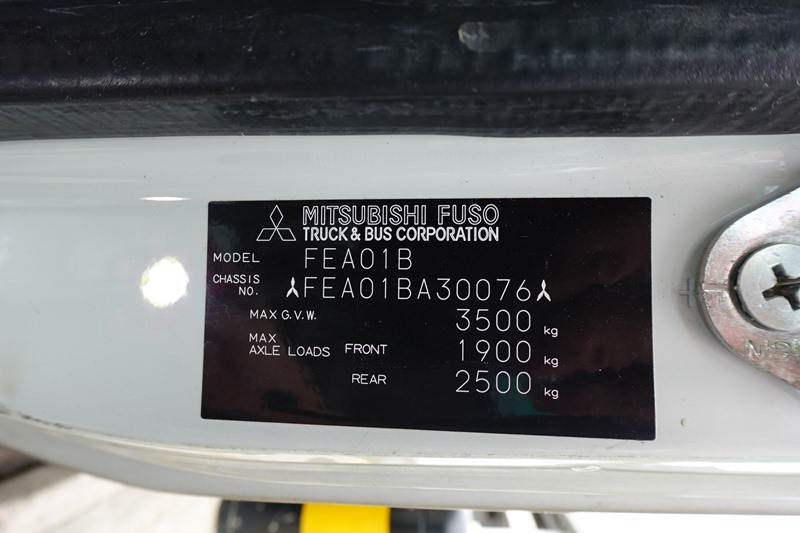 MITSUBISHI FUSO
TRUCK & BUS CORPORATION
MODEL FEA01B
CHASSIS NO. FEA01BA30076
MAX G.V.W. 3500 kg
MAX AXLE LOADS FRONT 1900 kg
REAR 2500 kg